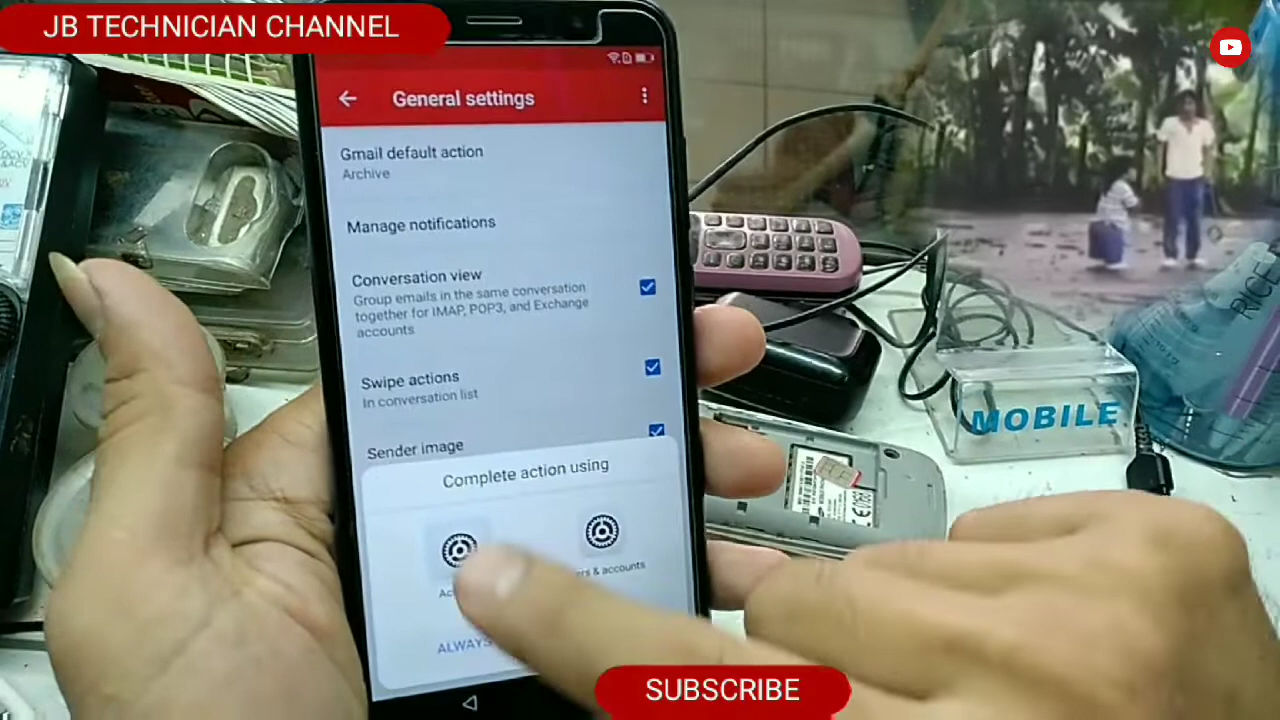 JB TECHNICIAN CHANNEL
General settings
Gmail default action
Archive
Manage notifications
Conversation view
Group emails in the same conversation
together for IMAP, POP3, and Exchange
accounts
Swipe actions
In conversation list
Sender image
Complete action using
& accounts
ALWAYS
MOBILE
RICE
SUBSCRIBE